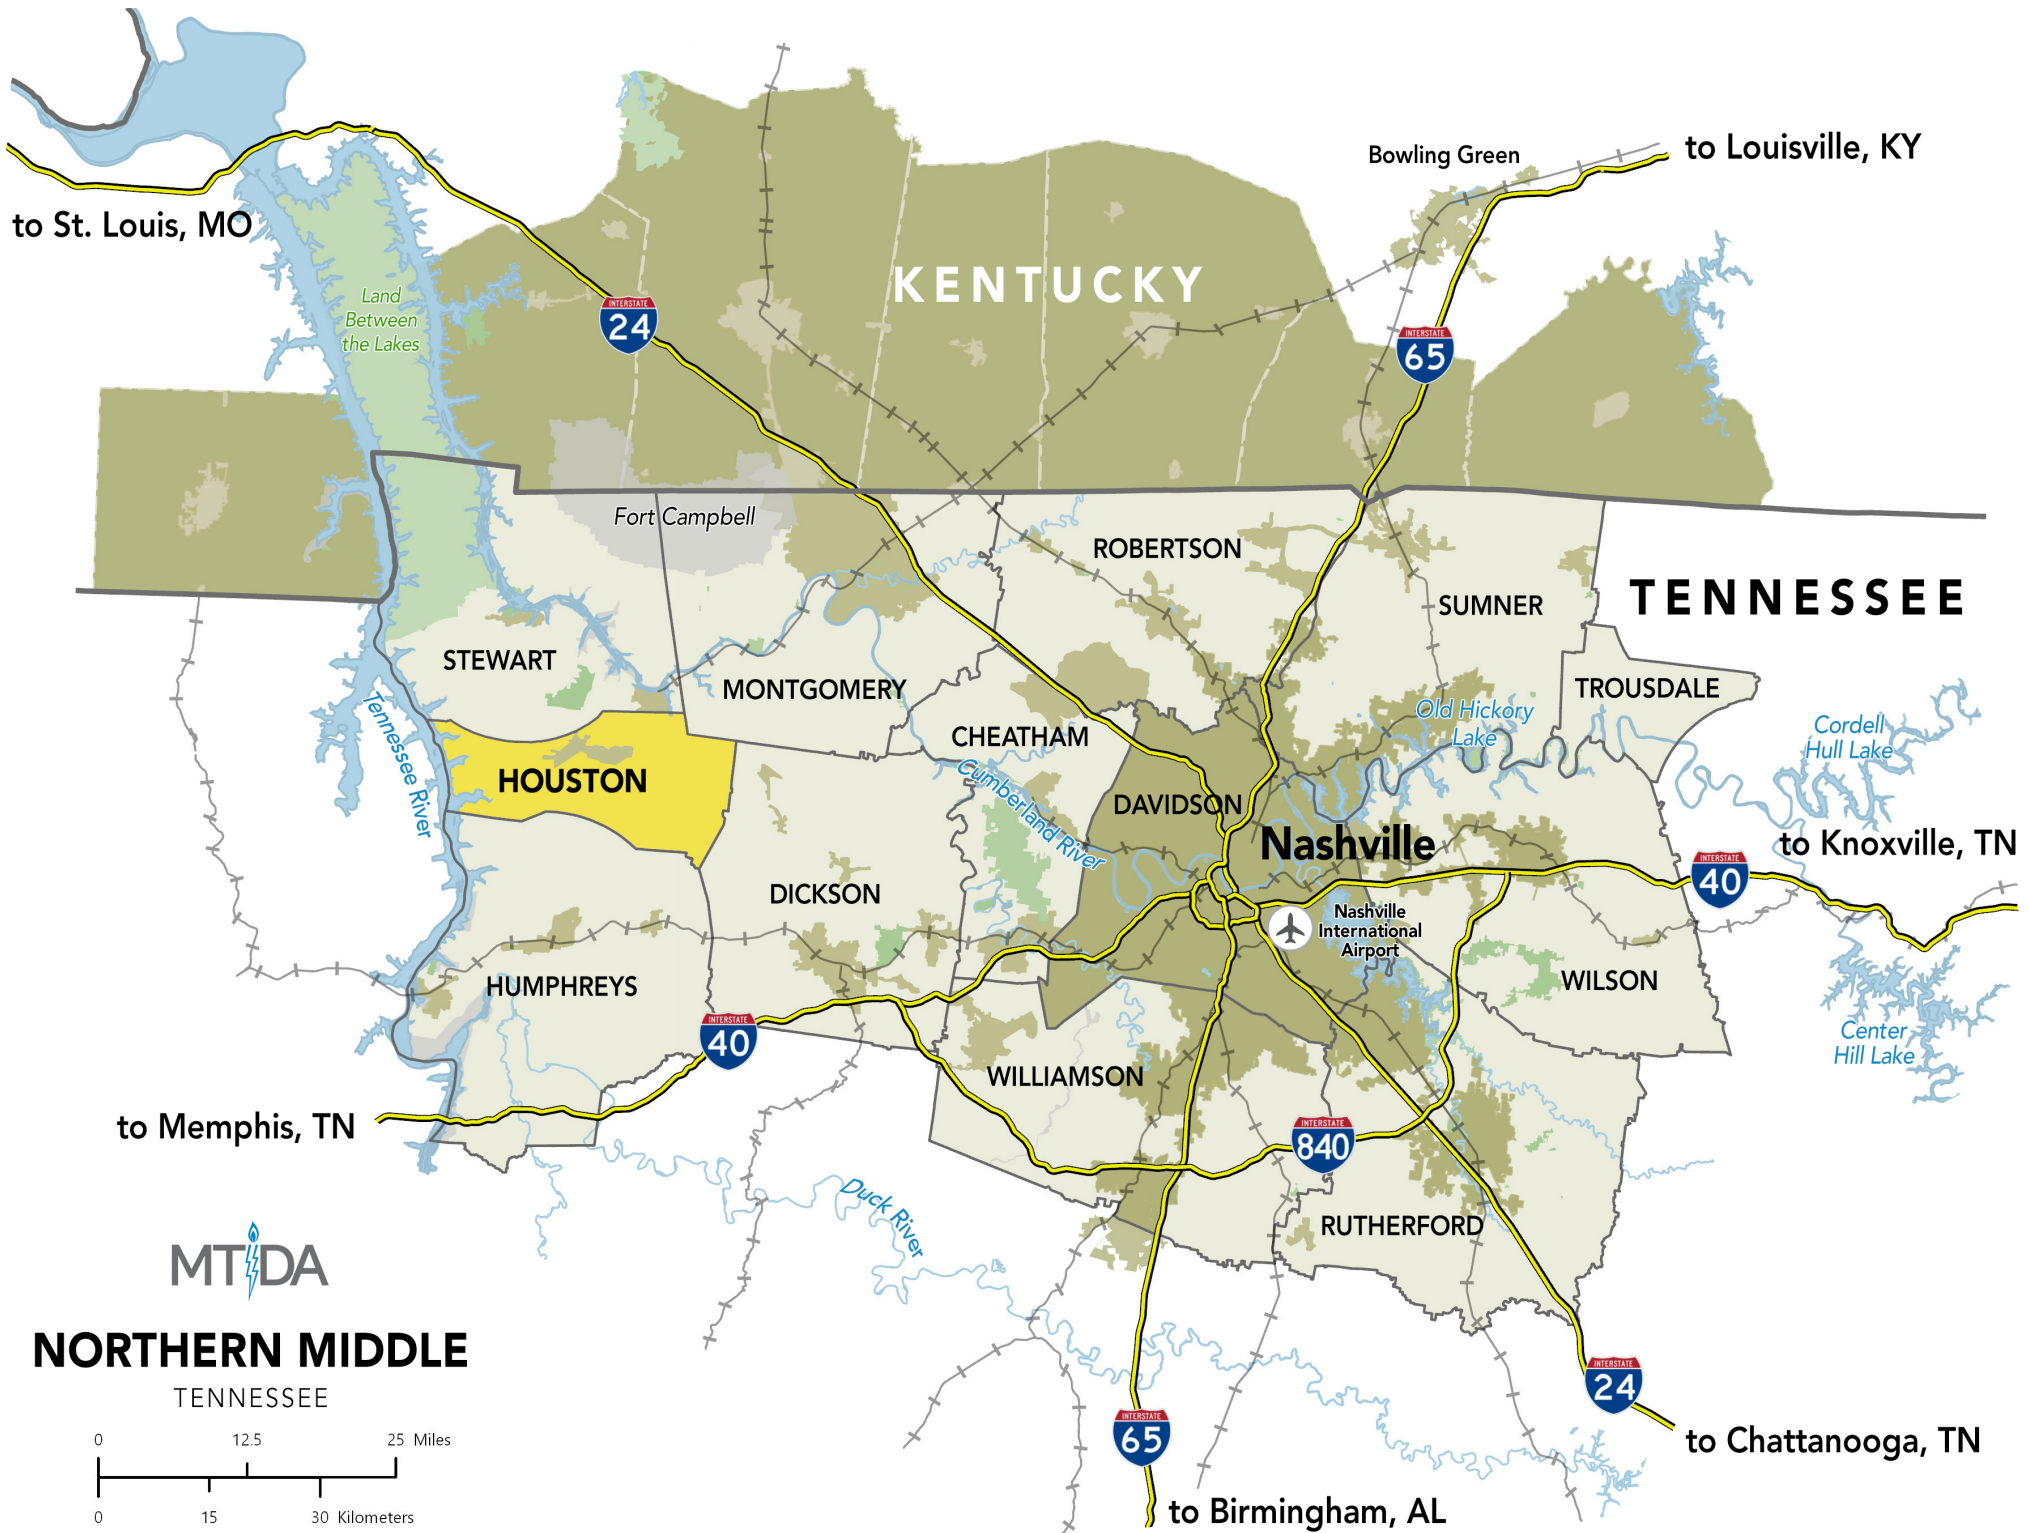 Bowling Green
to Louisville, KY
to St. Louis, MO
KENTUCKY
Land
Between
the Lakes
INTERSTATE
24
INTERSTATE
65
Fort Campbell
ROBERTSON
TENNESSEE
SUMNER
STEWART
MONTGOMERY
TROUSDALE
Old Hickory
Lake
Cordell
Hull Lake
Tennessee River
CHEATHAM
HOUSTON
Cumberland River
DAVIDSON
Nashville
to Knoxville, TN
INTERSTATE
40
DICKSON
Nashville
International
Airport
HUMPHREYS
WILSON
INTERSTATE
40
Center
Hill Lake
WILLIAMSON
to Memphis, TN
INTERSTATE
840
Duck River
RUTHERFORD
MTIDA
NORTHERN MIDDLE
TENNESSEE
INTERSTATE
24
INTERSTATE
65
to Chattanooga, TN
0 12.5 25 Miles
0 15 30 Kilometers
to Birmingham, AL